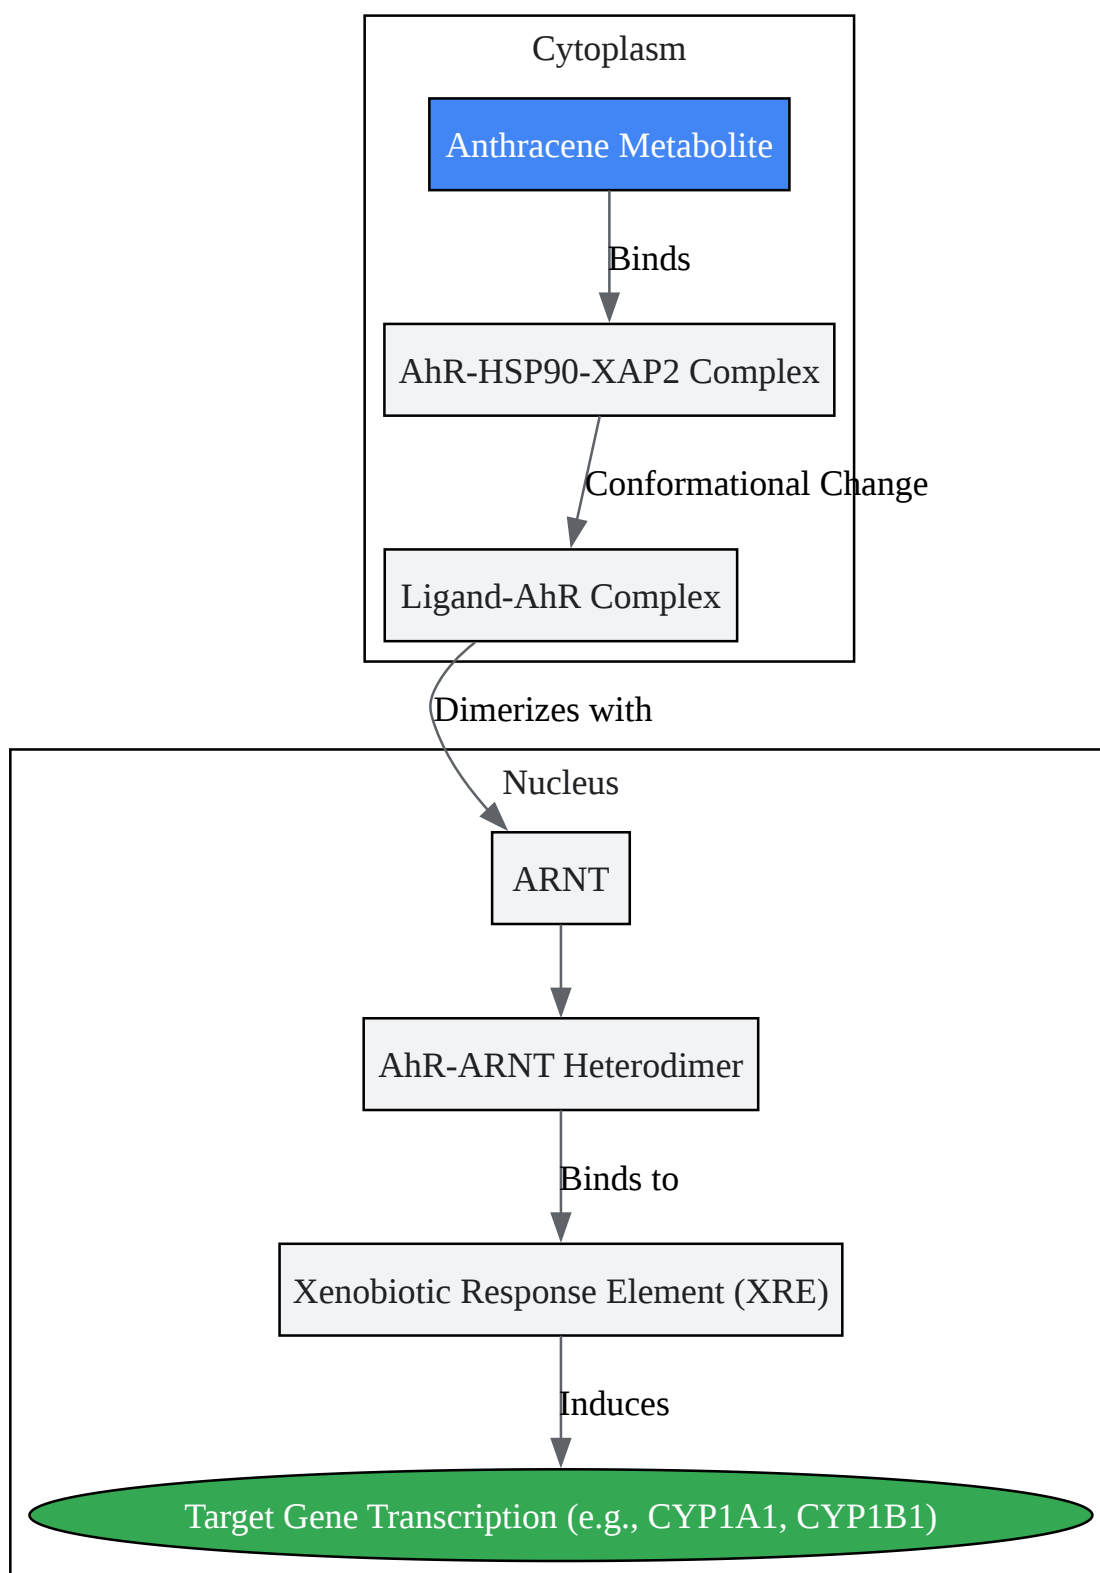 Cytoplasm
Anthracene Metabolite
Binds
AhR-HSP90-XAP2 Complex
Conformational Change
Ligand-AhR Complex
Dimerizes with
Nucleus
ARNT
AhR-ARNT Heterodimer
Binds to
Xenobiotic Response Element (XRE)
Induces
Target Gene Transcription (e.g., CYP1A1, CYP1B1)